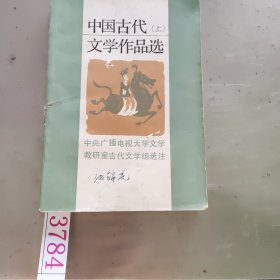 中国古代（上）
文学作品选
中央广播电视大学文学
教研室古代文学组选注
3784